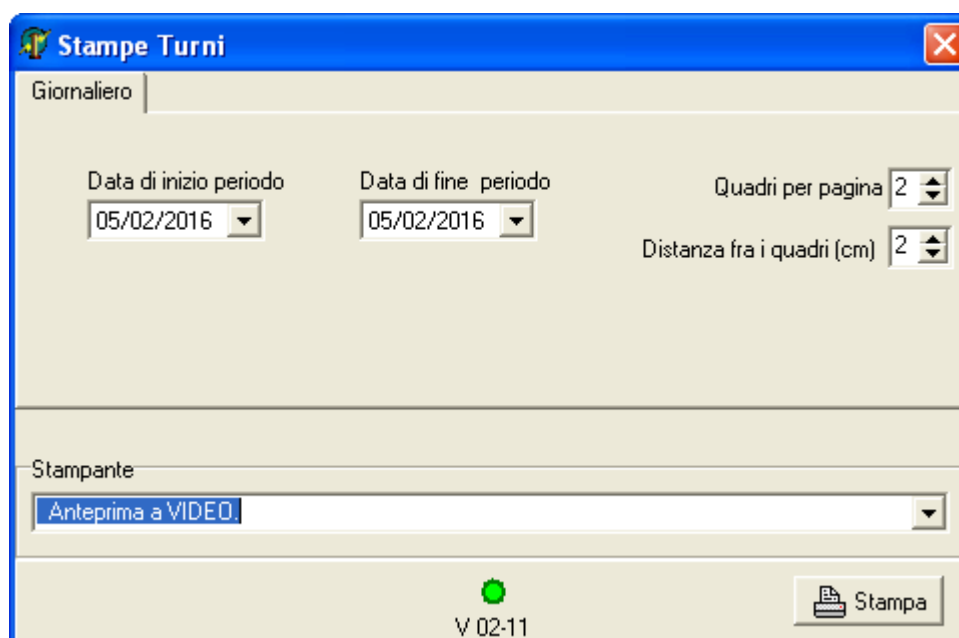 Stampe Turni
Giornaliero
Data di inizio periodo
Data di fine periodo
Quadri per pagina 2
05/02/2016
05/02/2016
Distanza fra i quadri (cm) 2
Stampante
Anteprima a VIDEO.
Stampa
V 02-11